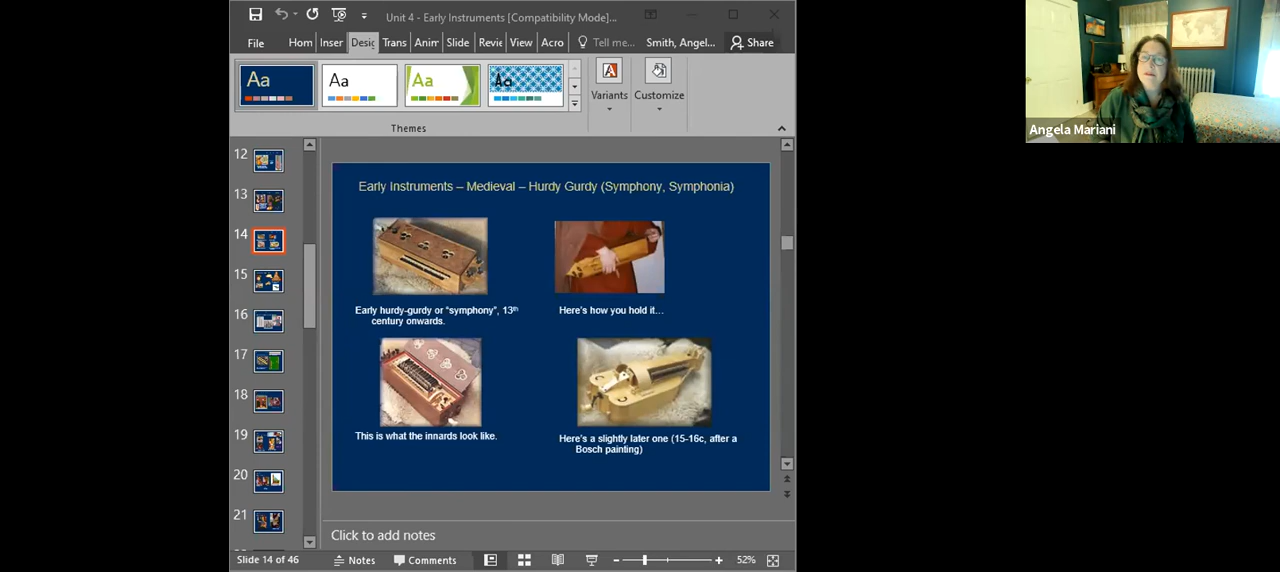 Unit 4 - Early Instruments [Compatibility Mode]...
File Hom Inser Desig Trans Anim Slide Revie View Acro Tell me... Smith, Angel... Share
Aa Aa Aa Aa
Variants Customize
Themes
12
13
14
15
16
17
18
19
20
21
Early Instruments – Medieval – Hurdy Gurdy (Symphony, Symphonia)
Early hurdy-gurdy or "symphony", 13th
century onwards.
Here's how you hold it…
This is what the innards look like.
Here's a slightly later one (15-16c, after a
Bosch painting)
Click to add notes
Slide 14 of 46 Notes Comments 52%
Angela Mariani